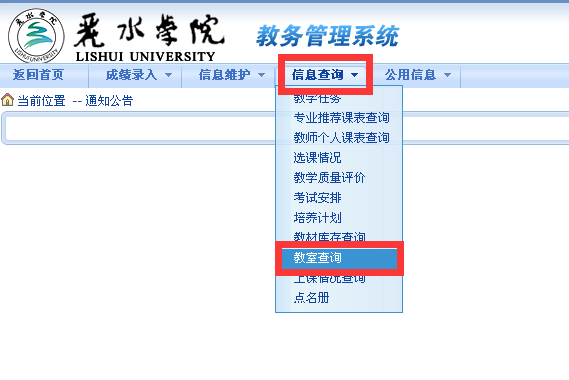 丽水学院
LISHUI UNIVERSITY
教务管理系统
返回首页 成绩录入 信息维护 信息查询 公用信息
当前位置 -- 通知公告
教学任务
专业推荐课表查询
教师个人课表查询
选课情况
教学质量评价
考试安排
培养计划
教材库存查询
教室查询
上课情况查询
点名册